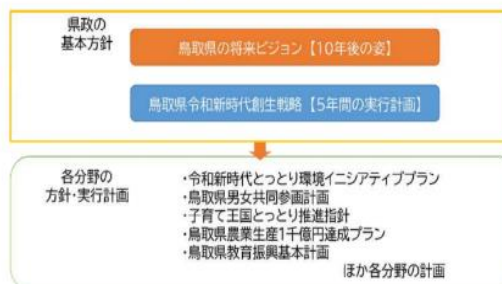 県政の
基本方針
鳥取県の将来ビジョン【10年後の姿】
鳥取県令和新時代創生戦略【5年間の実行計画】
各分野の
方針・実行計画
・令和新時代とっとり環境イニシアティブプラン
・鳥取県男女共同参画計画
・子育て王国とっとり推進指針
・鳥取県農業生産1千億円達成プラン
・鳥取県教育振興基本計画
ほか各分野の計画